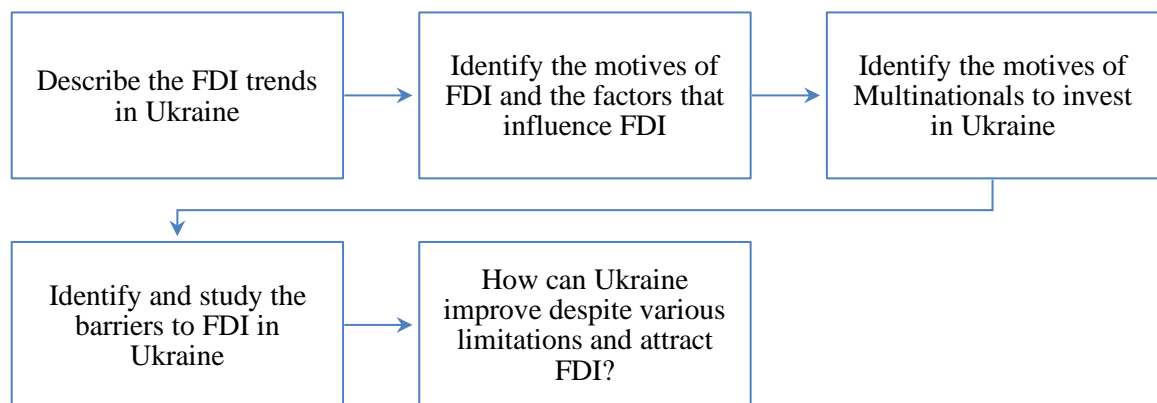 Describe the FDI trends
in Ukraine
Identify the motives of
FDI and the factors that
influence FDI
Identify the motives of
Multinationals to invest
in Ukraine
Identify and study the
barriers to FDI in
Ukraine
How can Ukraine
improve despite various
limitations and attract
FDI?